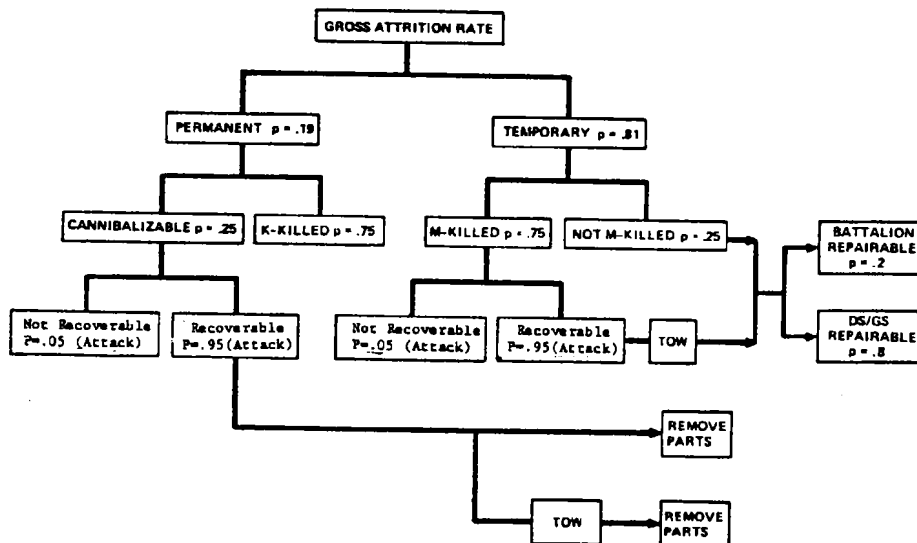 GROSS ATTRITION RATE
PERMANENT p = .19
TEMPORARY p = .81
CANNIBALIZABLE p = .25
K-KILLED p = .75
M-KILLED p = .75
NOT M-KILLED p = .25
BATTALION
REPAIRABLE
p = .2
Not Recoverable
P=.05 (Attack)
Recoverable
P=.95(Attack)
Not Recoverable
P=.05 (Attack)
Recoverable
P=.95(Attack)
TOW
DS/GS
REPAIRABLE
p = .8
REMOVE
PARTS
TOW
REMOVE
PARTS